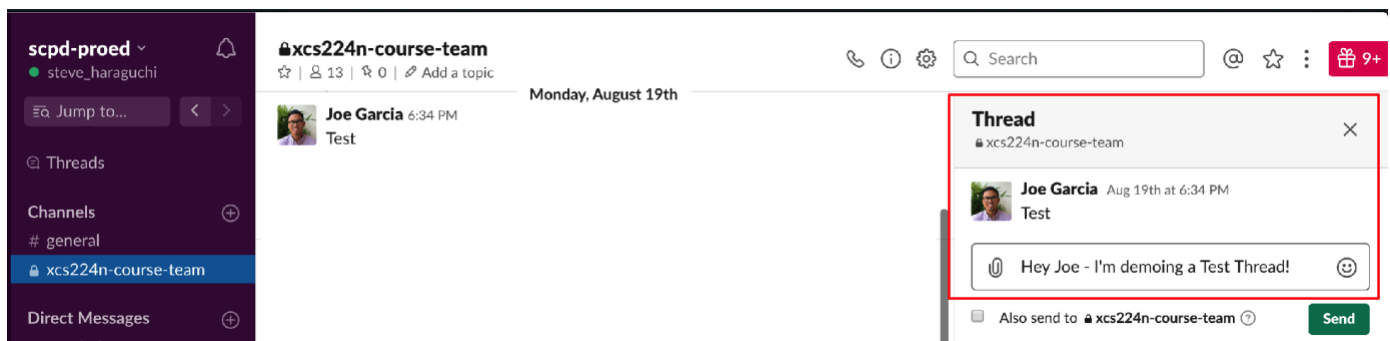 scpd-proed
steve_haraguchi
Jump to...
Threads
Channels
# general
xcs224n-course-team
Direct Messages
xcs224n-course-team
13 | 0 | Add a topic
Search
9+
Monday, August 19th
Joe Garcia 6:34 PM
Test
Thread
xcs224n-course-team
Joe Garcia Aug 19th at 6:34 PM
Test
Hey Joe - I'm demoing a Test Thread!
Also send to xcs224n-course-team
Send